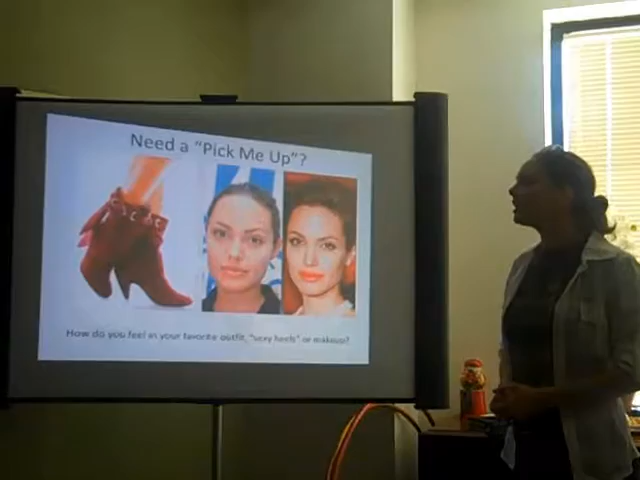 Need a "Pick Me Up"?
How do you feel in your favorite outfit, "sexy heels" or makeup?